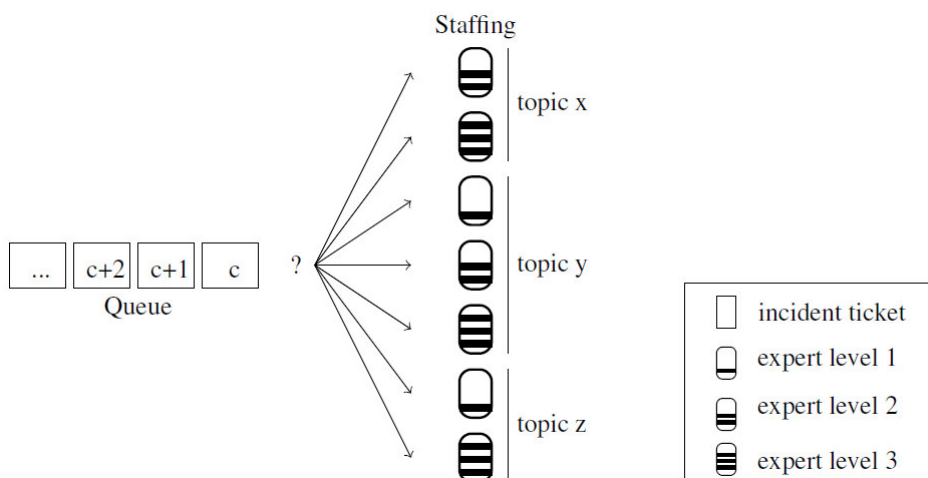 Staffing
topic x
topic y
topic z
... c+2 c+1 c ?
Queue
incident ticket
expert level 1
expert level 2
expert level 3